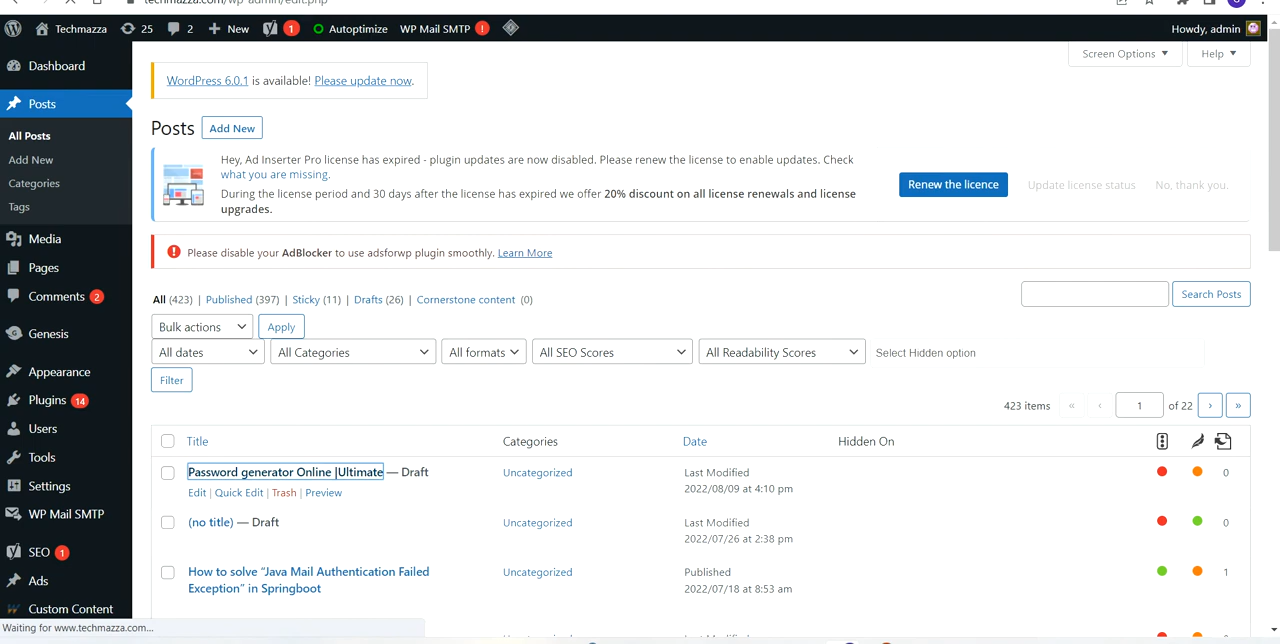 techmazza.com/wp-admin/edit.php
Techmazza 25 2 New 1 Autoptimize WP Mail SMTP ! Howdy, admin
Dashboard
Posts
All Posts
Add New
Categories
Tags
Media
Pages
Comments 2
Genesis
Appearance
Plugins 14
Users
Tools
Settings
WP Mail SMTP
SEO 1
Ads
Custom Content
Screen Options Help
WordPress 6.0.1 is available! Please update now.
Posts Add New
Hey, Ad Inserter Pro license has expired - plugin updates are now disabled. Please renew the license to enable updates. Check
what you are missing.
During the license period and 30 days after the license has expired we offer 20% discount on all license renewals and license
upgrades.
Renew the licence Update license status No, thank you.
Please disable your AdBlocker to use adsforwp plugin smoothly. Learn More
All (423) | Published (397) | Sticky (11) | Drafts (26) | Cornerstone content (0)
Search Posts
Bulk actions Apply
All dates All Categories All formats All SEO Scores All Readability Scores Select Hidden option
Filter
423 items « ‹ 1 of 22 › »
Title Categories Date Hidden On
Password generator Online |Ultimate — Draft Uncategorized Last Modified 0
2022/08/09 at 4:10 pm
Edit | Quick Edit | Trash | Preview
(no title) — Draft Uncategorized Last Modified 0
2022/07/26 at 2:38 pm
How to solve “Java Mail Authentication Failed Uncategorized Published 1
Exception” in Springboot 2022/07/18 at 8:53 am
Waiting for www.techmazza.com...